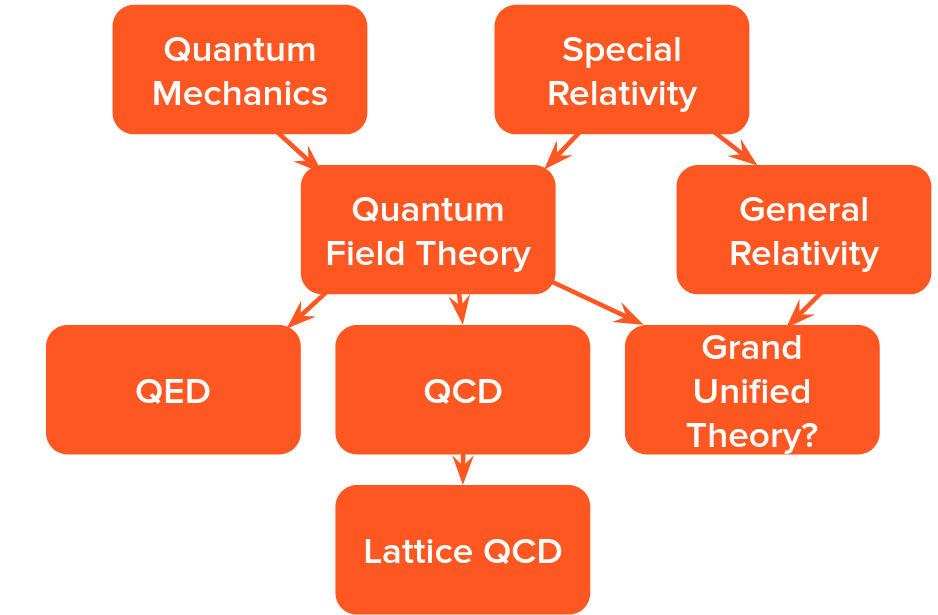 Quantum
Mechanics
Special
Relativity
Quantum
Field Theory
General
Relativity
QED
QCD
Grand
Unified
Theory?
Lattice QCD